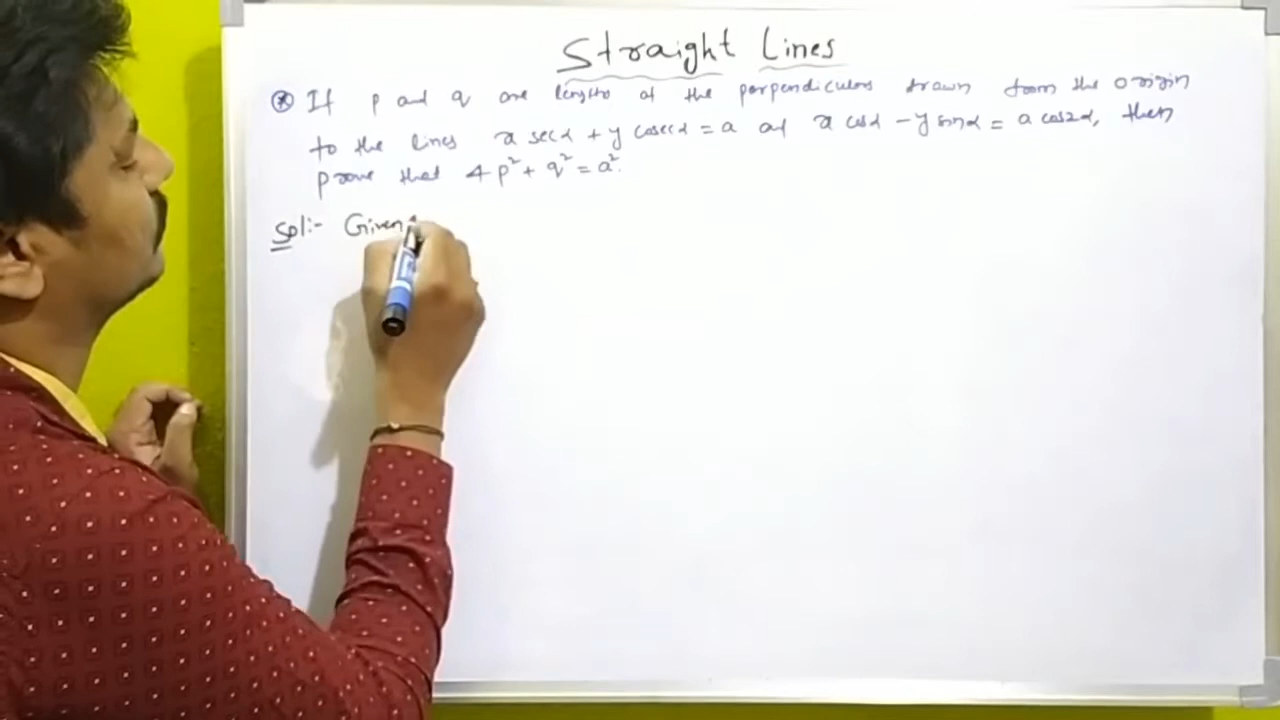 Straight Lines
⊛ If p and q are lengths of the perpendiculars drawn from the origin
to the lines x secα + y cosecα = a and x cosα - y sinα = a cos2α, then
prove that 4p² + q² = a².
Sol:- Given